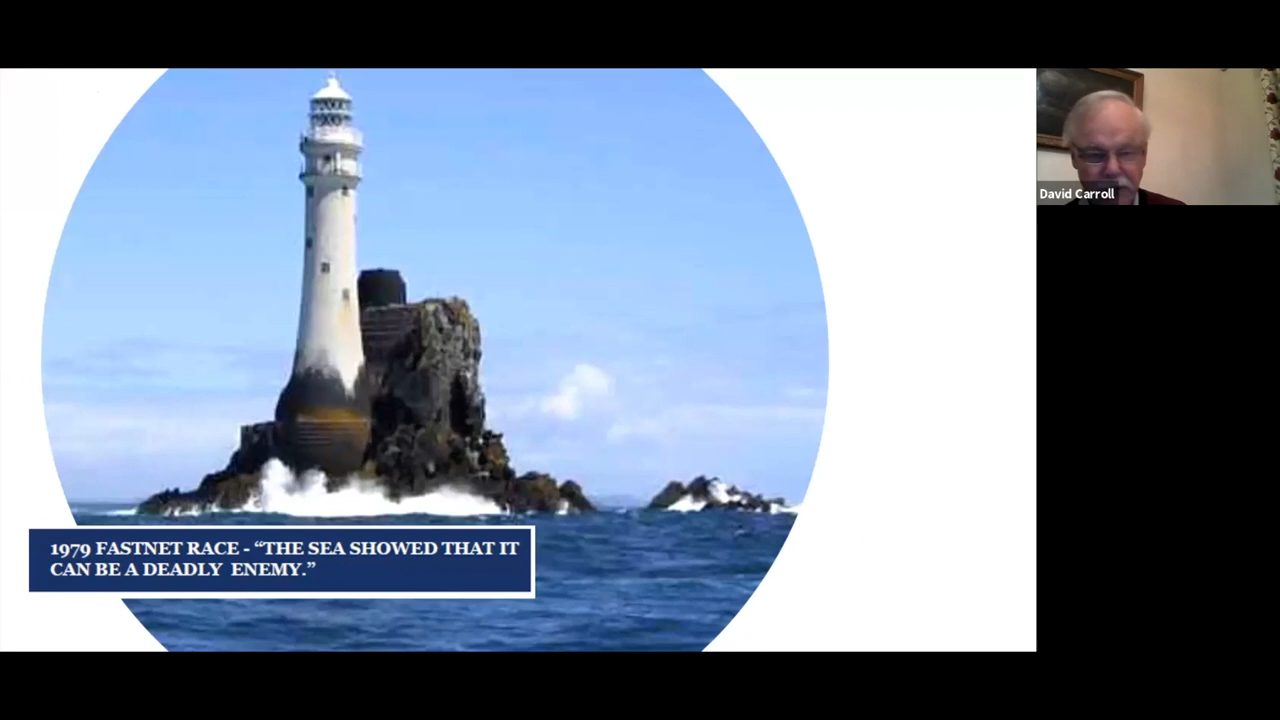 1979 FASTNET RACE - “THE SEA SHOWED THAT IT
CAN BE A DEADLY ENEMY.”
David Carroll